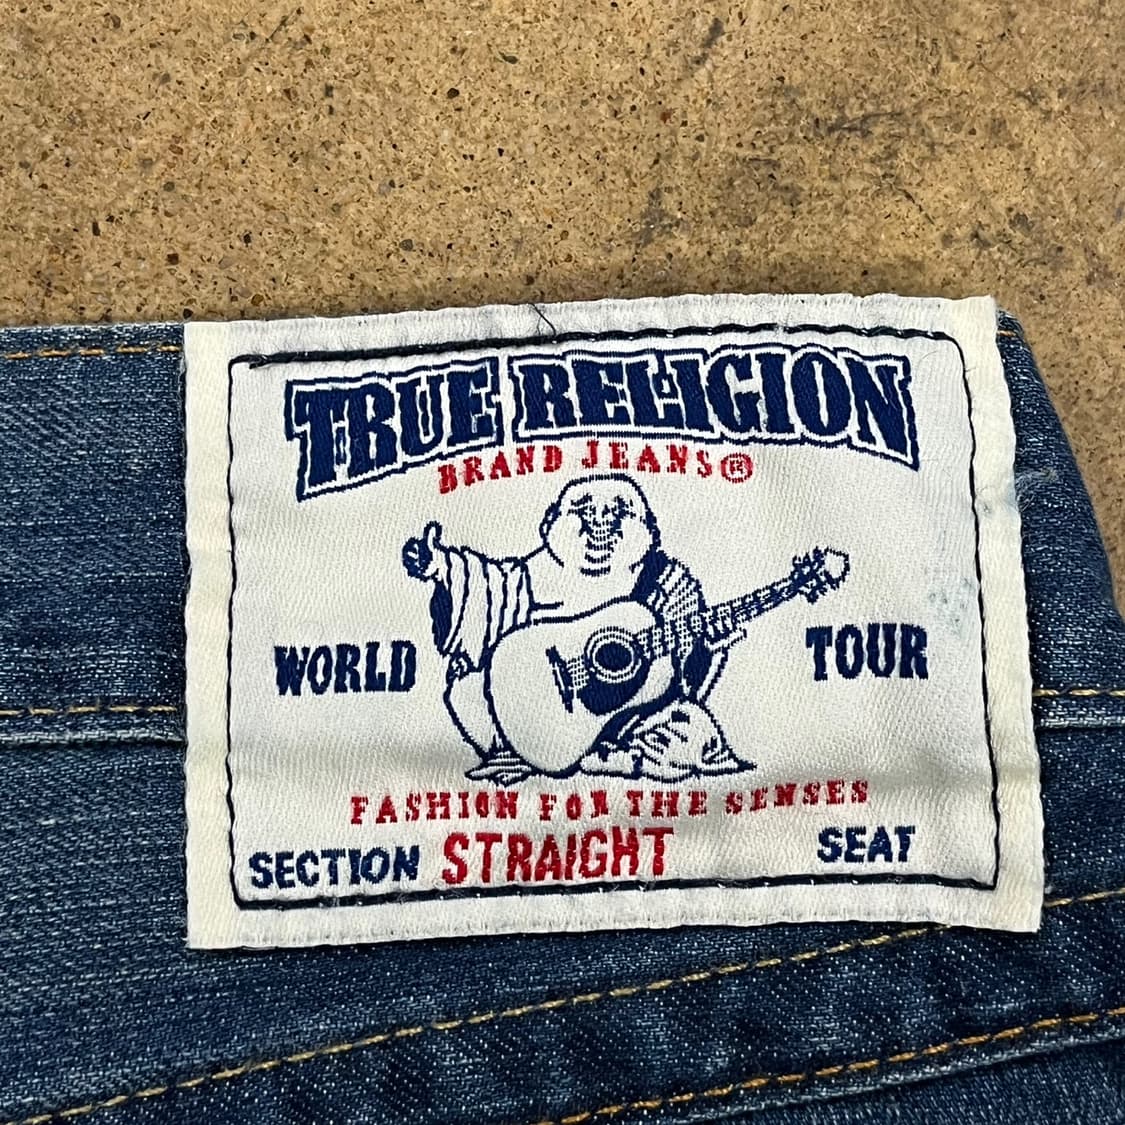 TRUE RELIGION
BRAND JEANS®
WORLD TOUR
FASHION FOR THE SENSES
SECTION STRAIGHT SEAT